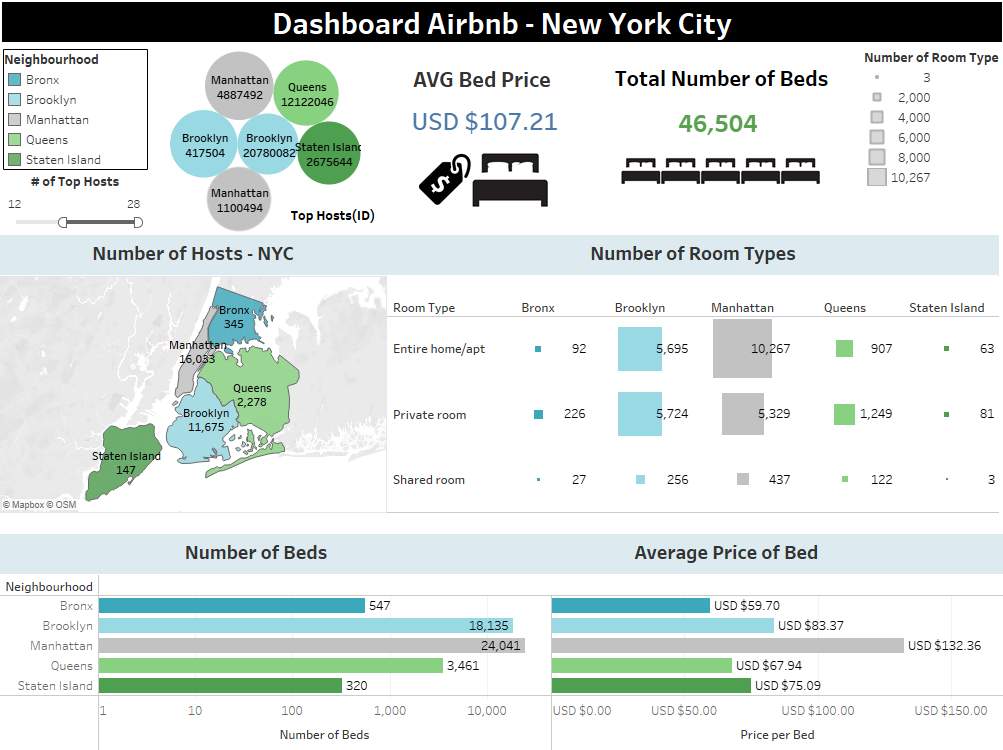 Dashboard Airbnb - New York City
Neighbourhood
Bronx
Brooklyn
Manhattan
Queens
Staten Island
# of Top Hosts
12 28
Manhattan
4887492
Queens
12122046
Brooklyn
417504
Brooklyn
20780082
Staten Island
2675644
Manhattan
1100494
Top Hosts(ID)
AVG Bed Price
USD $107.21
$
Total Number of Beds
46,504
Number of Room Type
3
2,000
4,000
6,000
8,000
10,267
Number of Hosts - NYC
Bronx
345
Manhattan
16,033
Queens
2,278
Brooklyn
11,675
Staten Island
147
© Mapbox © OSM
Number of Room Types
Room Type Bronx Brooklyn Manhattan Queens Staten Island
Entire home/apt 92 5,695 10,267 907 63
Private room 226 5,724 5,329 1,249 81
Shared room 27 256 437 122 3
Number of Beds Average Price of Bed
Neighbourhood
Bronx 547 USD $59.70
Brooklyn 18,135 USD $83.37
Manhattan 24,041 USD $132.36
Queens 3,461 USD $67.94
Staten Island 320 USD $75.09
1 10 100 1,000 10,000 USD $0.00 USD $50.00 USD $100.00 USD $150.00
Number of Beds Price per Bed